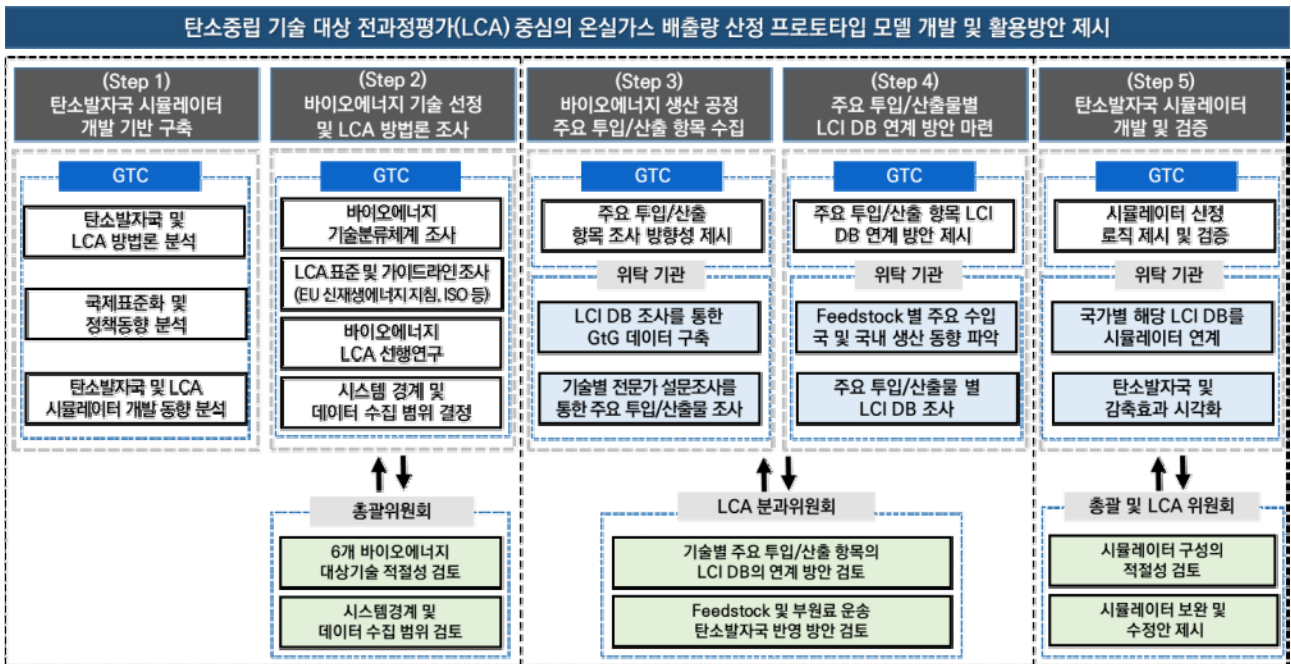 탄소중립 기술 대상 전과정평가(LCA) 중심의 온실가스 배출량 산정 프로토타입 모델 개발 및 활용방안 제시
(Step 1)
탄소발자국 시뮬레이터
개발 기반 구축
GTC
탄소발자국 및
LCA 방법론 분석
국제표준화 및
정책동향 분석
탄소발자국 및 LCA
시뮬레이터 개발 동향 분석
(Step 2)
바이오에너지 기술 선정
및 LCA 방법론 조사
GTC
바이오에너지
기술분류체계 조사
LCA 표준 및 가이드라인 조사
(EU 신재생에너지 지침, ISO 등)
바이오에너지
LCA 선행연구
시스템 경계 및
데이터 수집 범위 결정
총괄위원회
6개 바이오에너지
대상기술 적절성 검토
시스템경계 및
데이터 수집 범위 검토
(Step 3)
바이오에너지 생산 공정
주요 투입/산출 항목 수집
GTC
주요 투입/산출
항목 조사 방향성 제시
위탁 기관
LCI DB 조사를 통한
GtG 데이터 구축
기술별 전문가 설문조사를
통한 주요 투입/산출물 조사
(Step 4)
주요 투입/산출물별
LCI DB 연계 방안 마련
GTC
주요 투입/산출 항목 LCI
DB 연계 방안 제시
위탁 기관
Feedstock 별 주요 수입
국 및 국내 생산 동향 파악
주요 투입/산출물 별
LCI DB 조사
LCA 분과위원회
기술별 주요 투입/산출 항목의
LCI DB의 연계 방안 검토
Feedstock 및 부원료 운송
탄소발자국 반영 방안 검토
(Step 5)
탄소발자국 시뮬레이터
개발 및 검증
GTC
시뮬레이터 산정
로직 제시 및 검증
위탁 기관
국가별 해당 LCI DB를
시뮬레이터 연계
탄소발자국 및
감축효과 시각화
총괄 및 LCA 위원회
시뮬레이터 구성의
적절성 검토
시뮬레이터 보완 및
수정안 제시